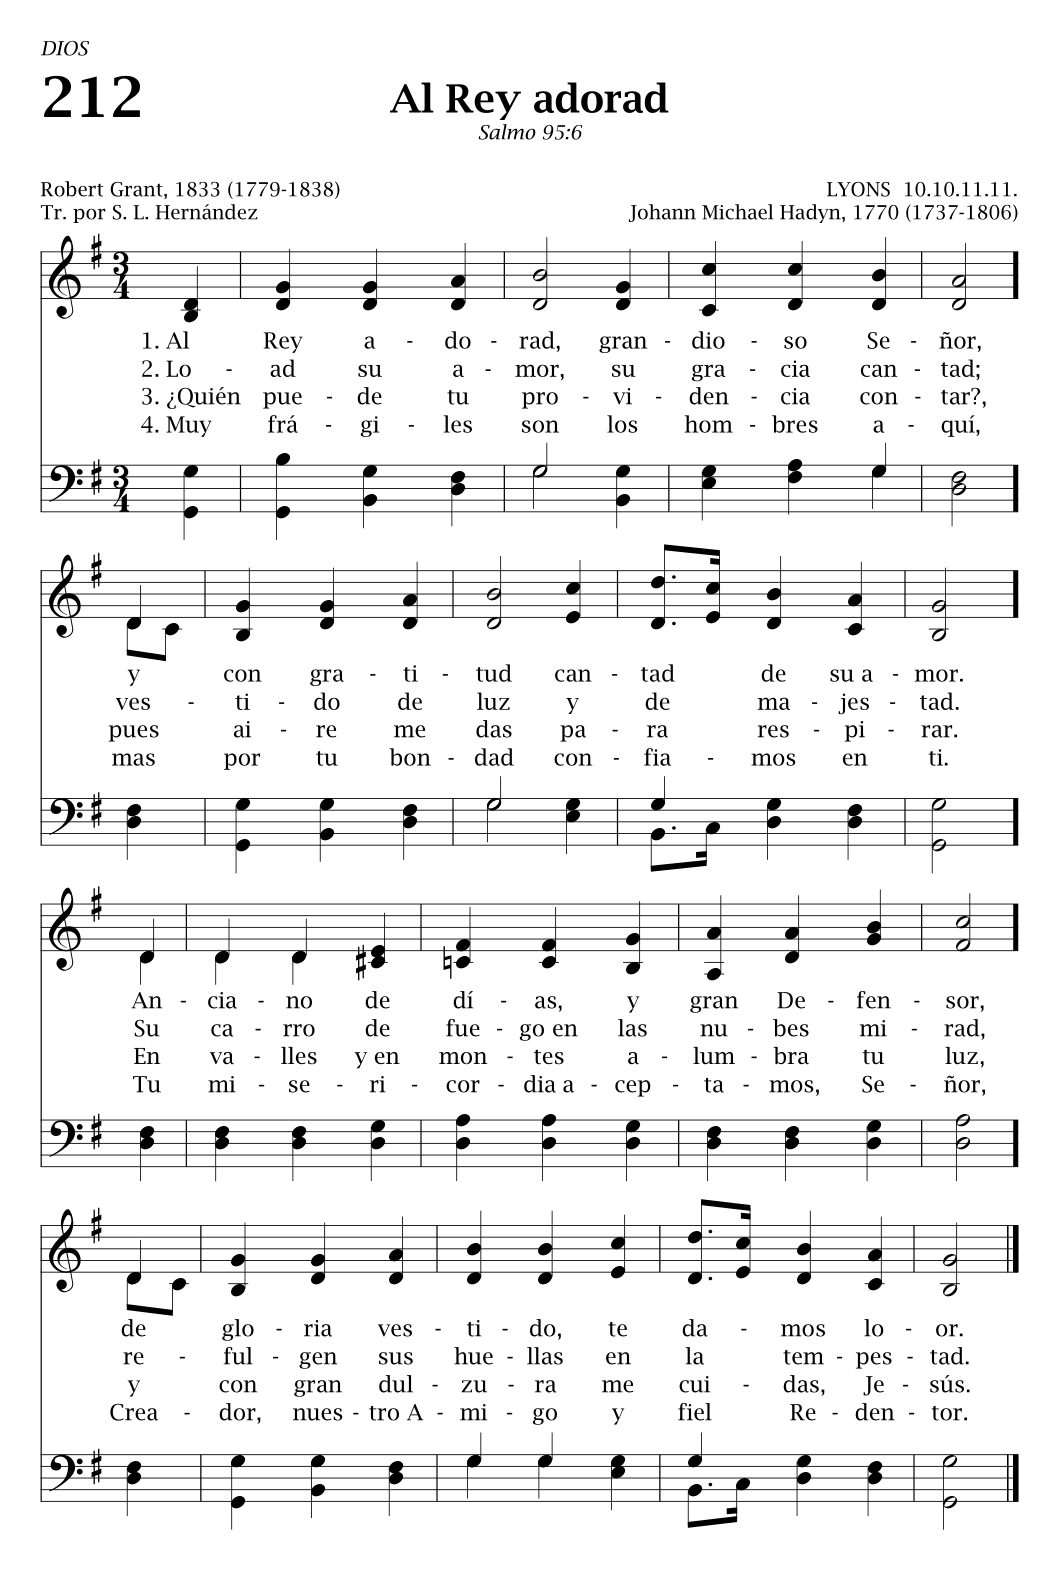 DIOS
212
Al Rey adorad
Salmo 95:6
Robert Grant, 1833 (1779-1838)
LYONS 10.10.11.11.
Tr. por S. L. Hernández
Johann Michael Hadyn, 1770 (1737-1806)
3 4
1. Al Rey a - do - rad, gran - dio - so Se - ñor,
2. Lo - ad su a - mor, su gra - cia can - tad;
3. ¿Quién pue - de tu pro - vi - den - cia con - tar?,
4. Muy frá - gi - les son los hom - bres a - quí,
3 4
y con gra - ti - tud can - tad de su a - mor.
ves - ti - do de luz y de ma - jes - tad.
pues ai - re me das pa - ra res - pi - rar.
mas por tu bon - dad con - fia - mos en ti.
An - cia - no de dí - as, y gran De - fen - sor,
Su ca - rro de fue - go en las nu - bes mi - rad,
En va - lles y en mon - tes a - lum - bra tu luz,
Tu mi - se - ri - cor - dia a - cep - ta - mos, Se - ñor,
de glo - ria ves - ti - do, te da - mos lo - or.
re - ful - gen sus hue - llas en la tem - pes - tad.
y con gran dul - zu - ra me cui - das, Je - sús.
Crea - dor, nues - tro A - mi - go y fiel Re - den - tor.